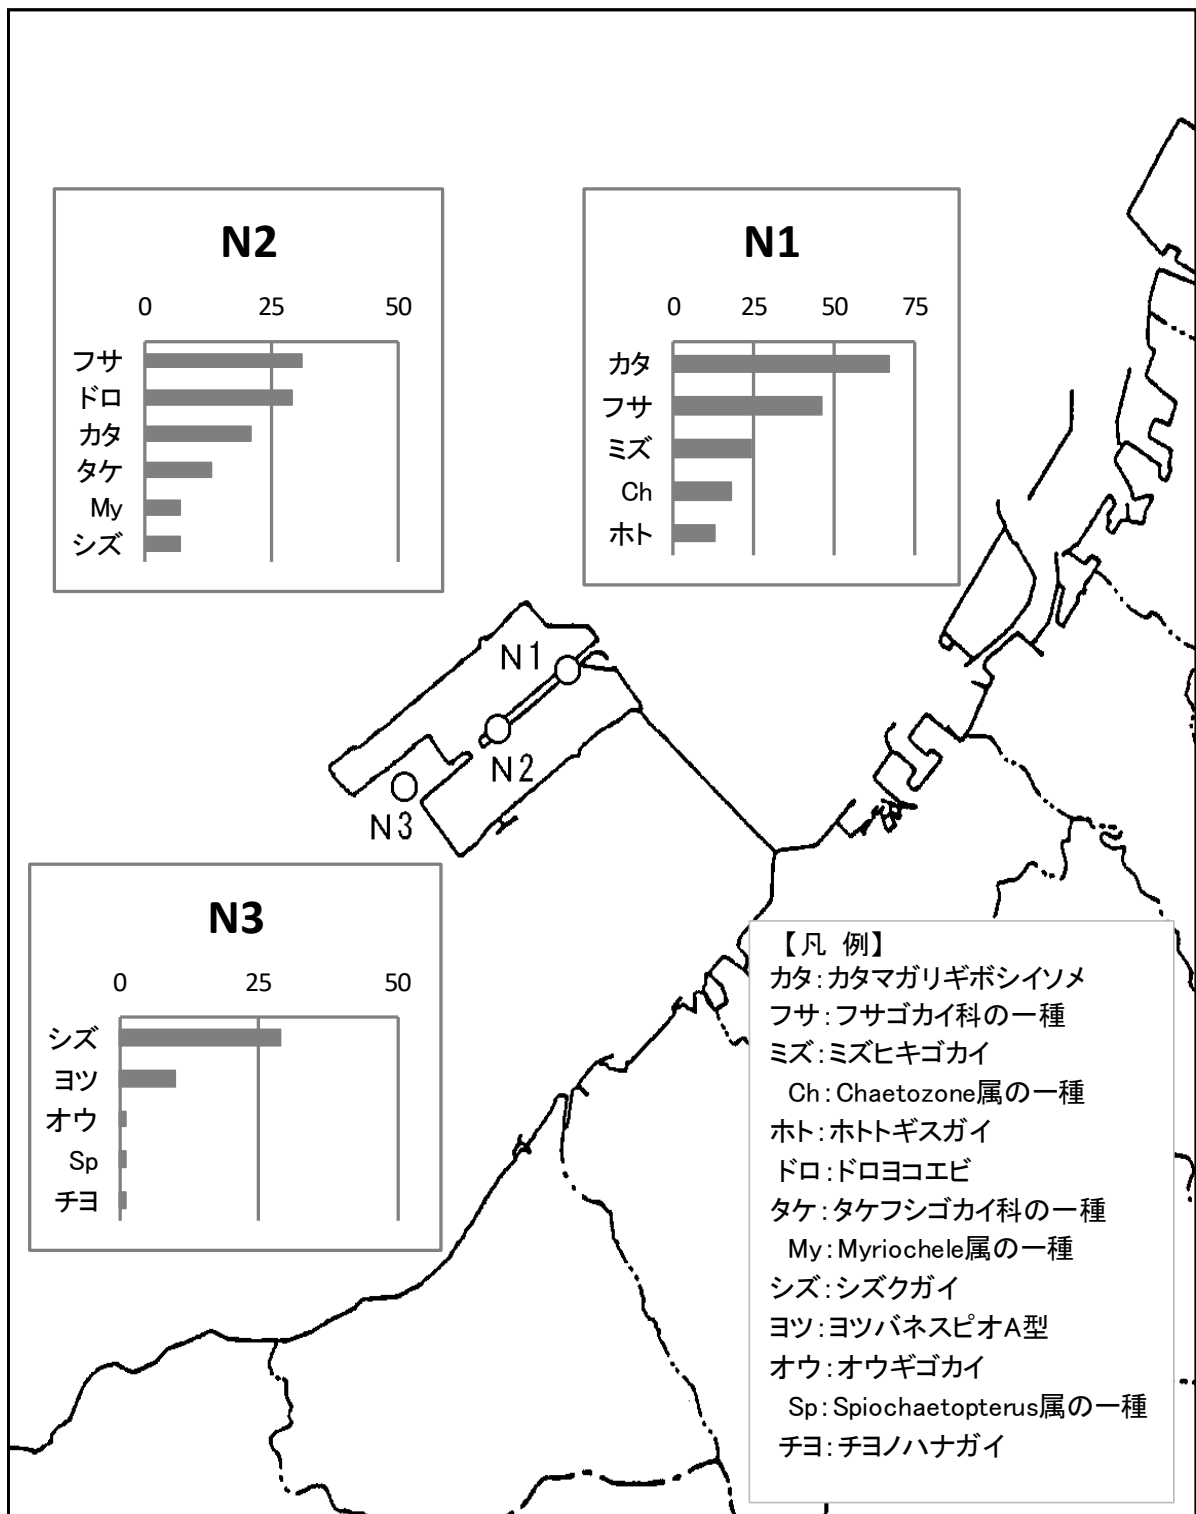 N2
0 25 50
フサ
ドロ
カタ
タケ
My
シズ
N1
0 25 50 75
カタ
フサ
ミズ
Ch
ホト
N1
N2
N3
N3
0 25 50
シズ
ヨツ
オウ
Sp
チヨ
【凡 例】
カタ:カタマガリギボシイソメ
フサ:フサゴカイ科の一種
ミズ:ミズヒキゴカイ
Ch:Chaetozone属の一種
ホト:ホトトギスガイ
ドロ:ドロヨコエビ
タケ:タケフシゴカイ科の一種
My:Myriochele属の一種
シズ:シズクガイ
ヨツ:ヨツバネスピオA型
オウ:オウギゴカイ
Sp:Spiochaetopterus属の一種
チヨ:チヨノハナガイ